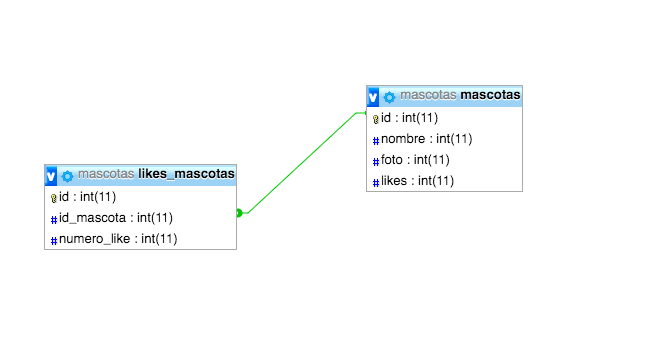 mascotas mascotas
id : int(11)
nombre : int(11)
foto : int(11)
likes : int(11)
mascotas likes_mascotas
id : int(11)
id_mascota : int(11)
numero_like : int(11)